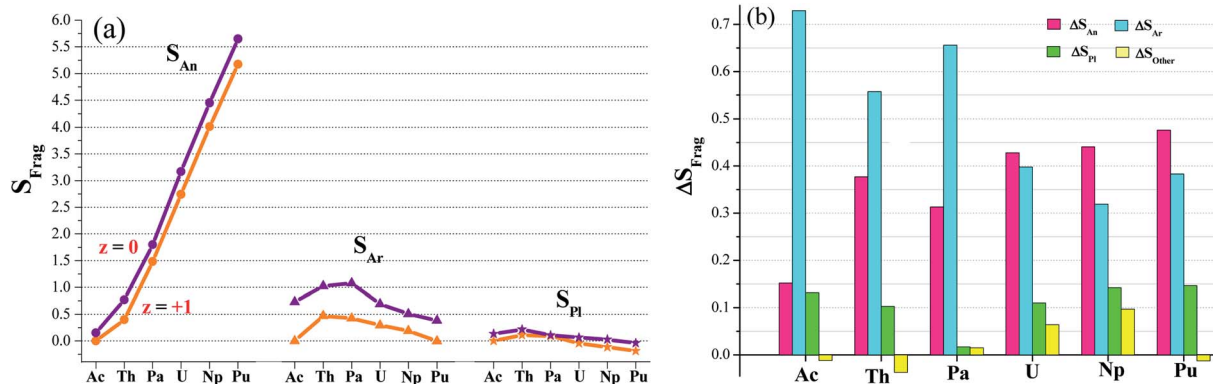 (a)
S_An
S_Frag
6.0
5.5
5.0
4.5
4.0
3.5
3.0
2.5
2.0
1.5
1.0
0.5
0.0
z = 0
z = +1
S_Ar
S_Pl
Ac Th Pa U Np Pu Ac Th Pa U Np Pu Ac Th Pa U Np Pu
(b)
ΔS_An ΔS_Ar
ΔS_Pl ΔS_Other
ΔS_Frag
0.7
0.6
0.5
0.4
0.3
0.2
0.1
0.0
Ac Th Pa U Np Pu